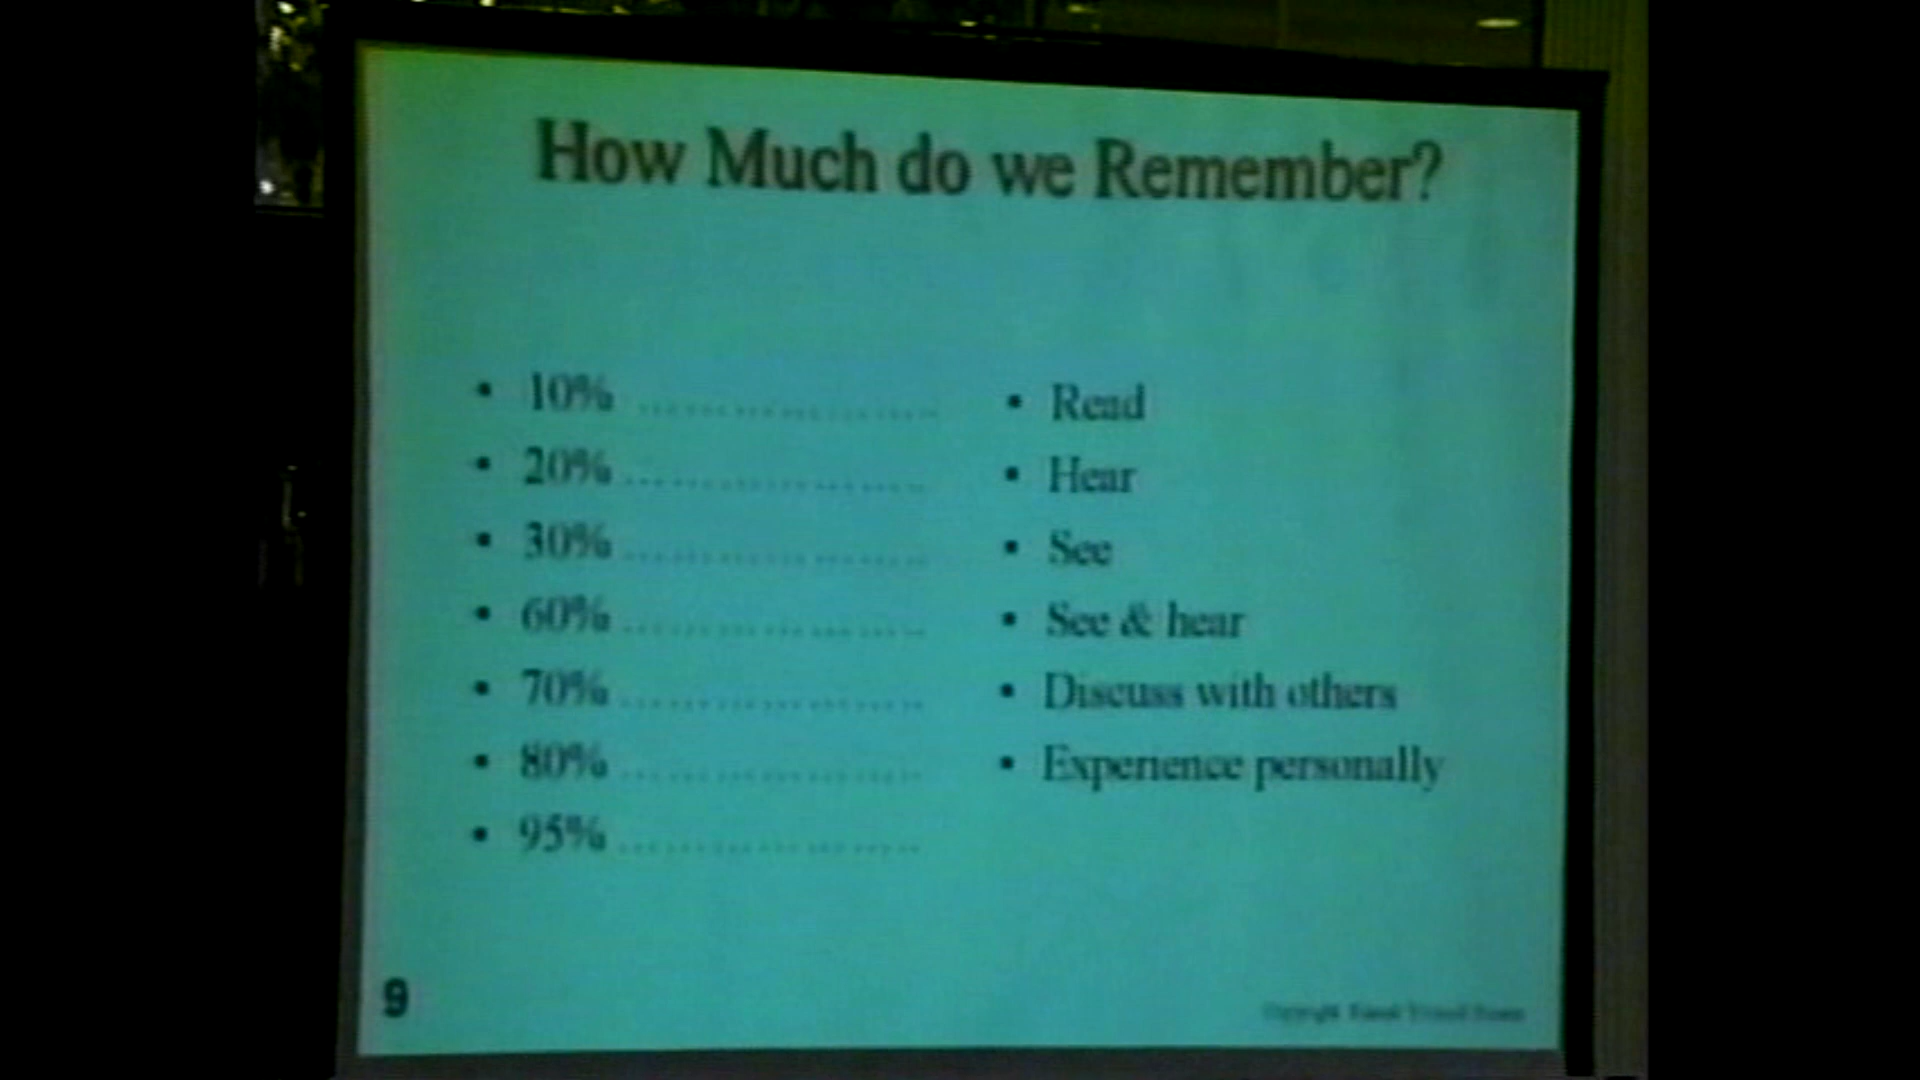 How Much do we Remember?
• 10% ..................... • Read
• 20% ..................... • Hear
• 30% ..................... • See
• 60% ..................... • See & hear
• 70% ..................... • Discuss with others
• 80% ..................... • Experience personally
• 95% .....................
9
Copyright